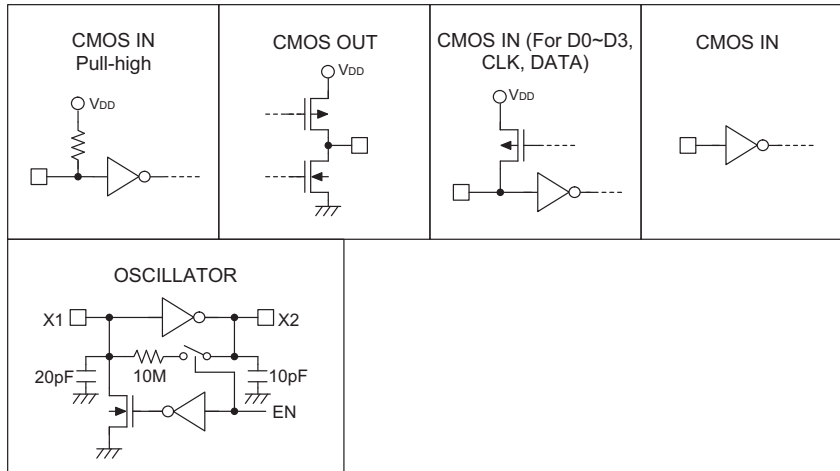 CMOS IN
Pull-high
VDD
CMOS OUT
VDD
CMOS IN (For D0~D3,
CLK, DATA)
VDD
CMOS IN
OSCILLATOR
X1
X2
20pF
10M
10pF
EN